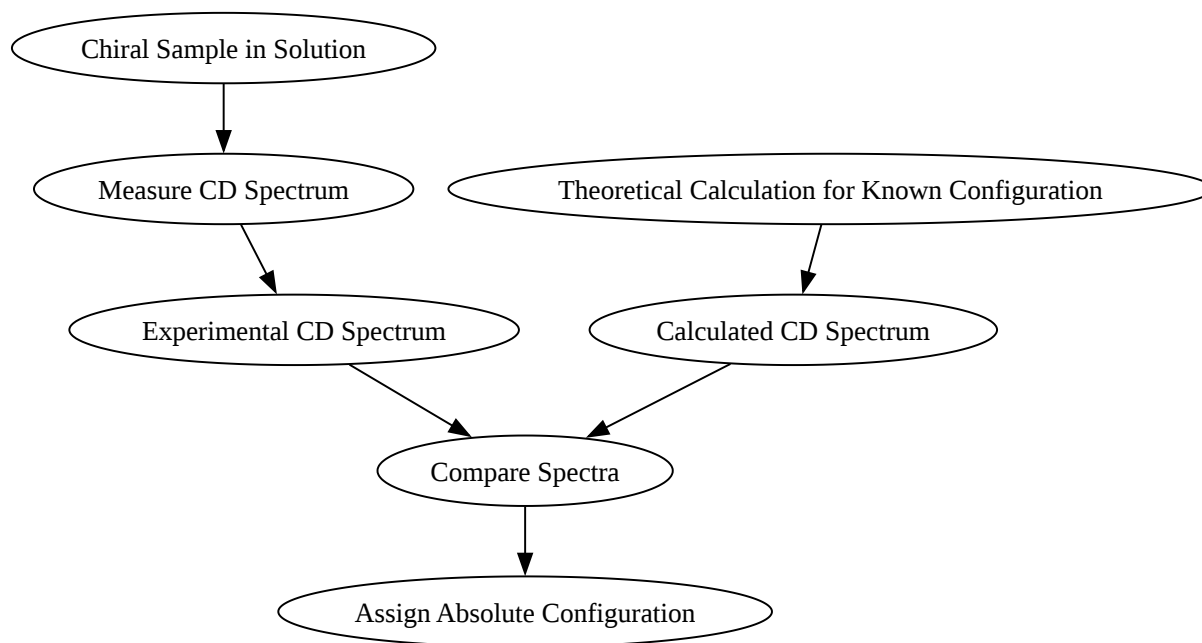 Chiral Sample in Solution
Measure CD Spectrum
Theoretical Calculation for Known Configuration
Experimental CD Spectrum
Calculated CD Spectrum
Compare Spectra
Assign Absolute Configuration